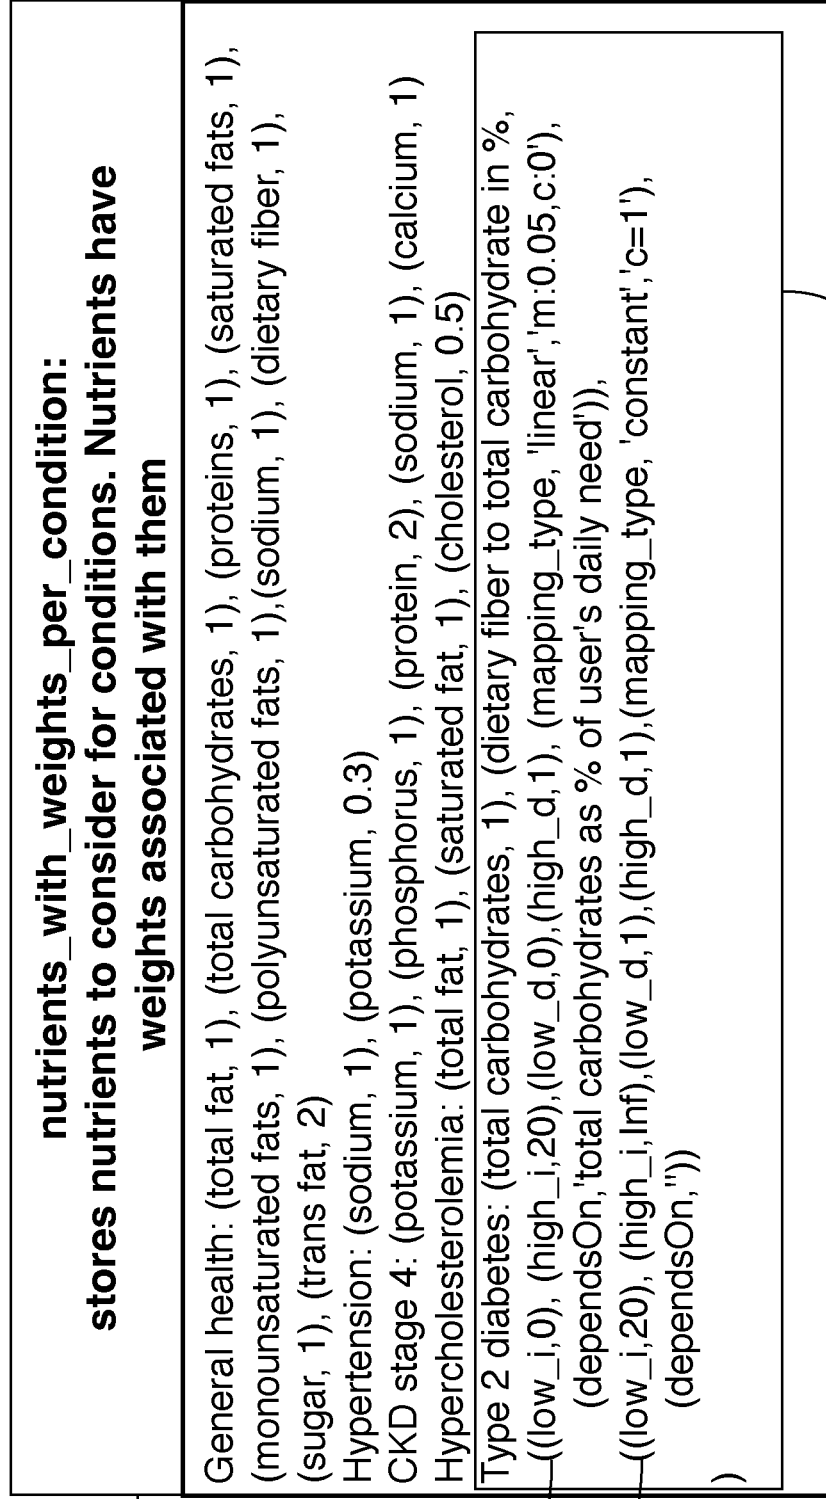 nutrients_with_weights_per_condition:
stores nutrients to consider for conditions. Nutrients have
weights associated with them
General health: (total fat, 1), (total carbohydrates, 1), (proteins, 1), (saturated fats, 1),
(monounsaturated fats, 1), (polyunsaturated fats, 1),(sodium, 1), (dietary fiber, 1),
(sugar, 1), (trans fat, 2)
Hypertension: (sodium, 1), (potassium, 0.3)
CKD stage 4: (potassium, 1), (phosphorus, 1), (protein, 2), (sodium, 1), (calcium, 1)
Hypercholesterolemia: (total fat, 1), (saturated fat, 1), (cholesterol, 0.5)
Type 2 diabetes: (total carbohydrates, 1), (dietary fiber to total carbohydrate in %,
((low_i,0), (high_i,20),(low_d,0),(high_d,1), (mapping_type, 'linear','m:0.05,c:0'),
(dependsOn,'total carbohydrates as % of user's daily need')),
((low_i,20), (high_i,Inf),(low_d,1),(high_d,1),(mapping_type, 'constant','c=1'),
(dependsOn,''))
)